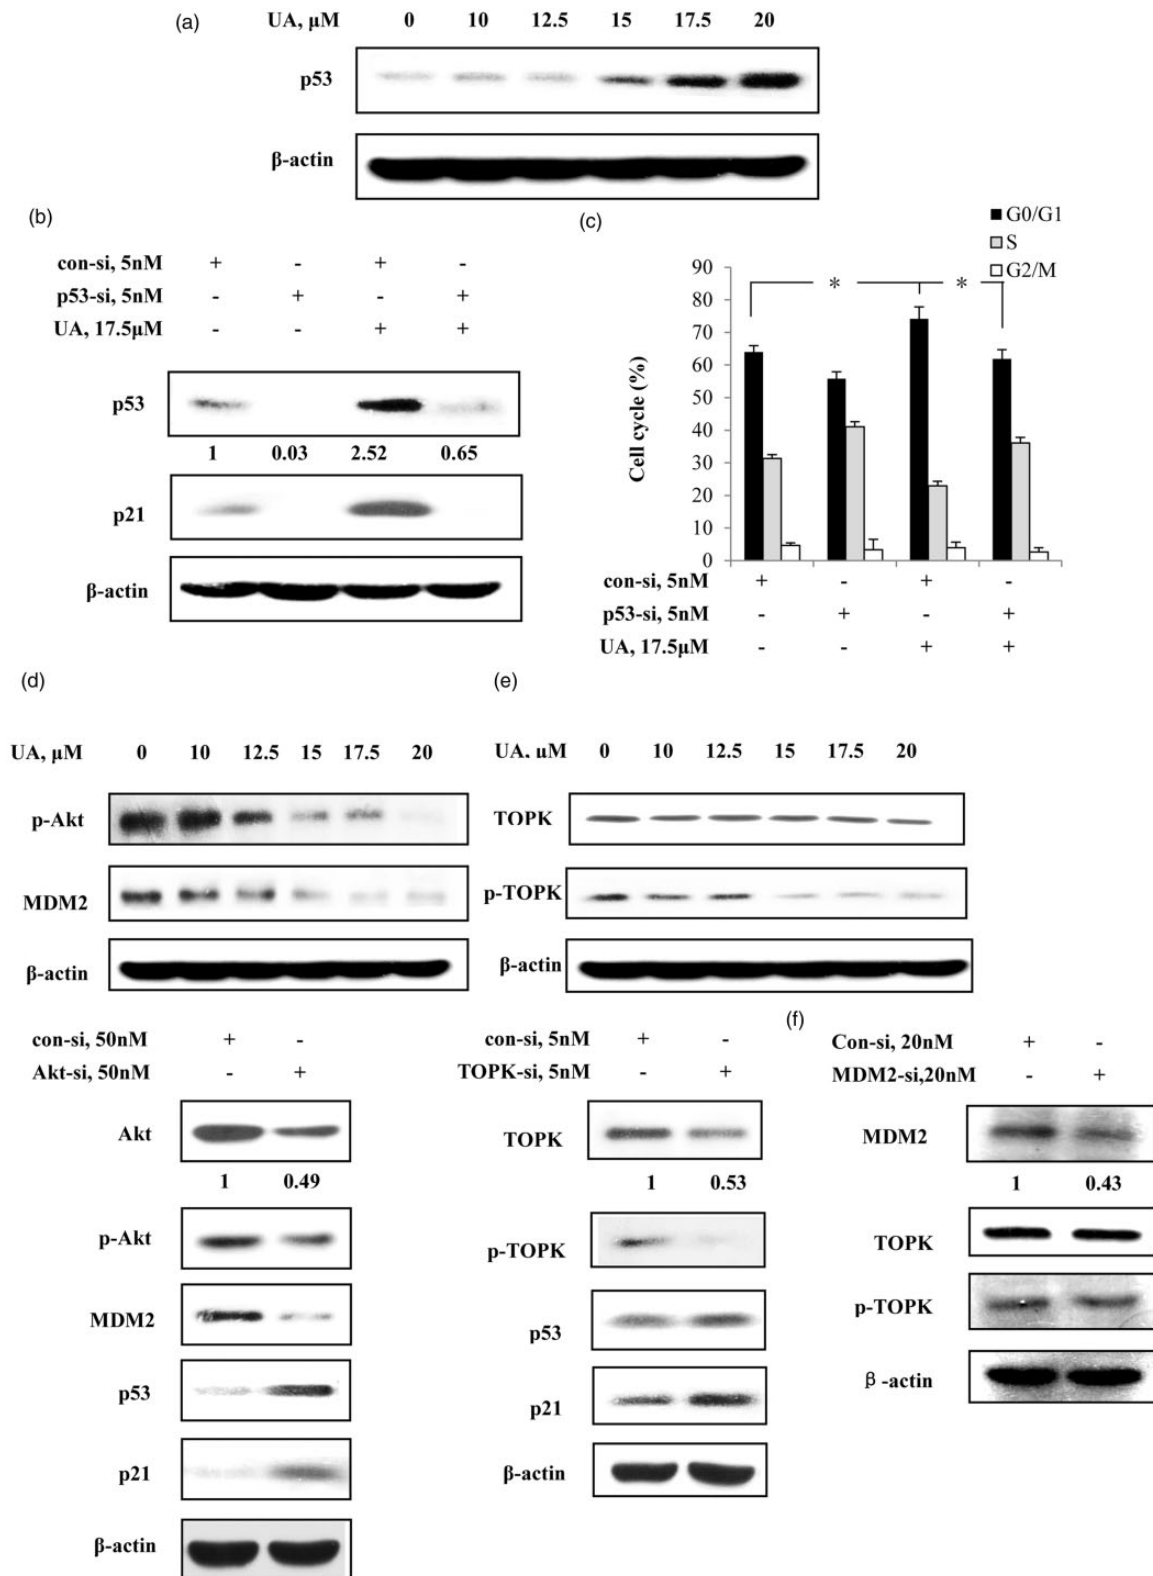 (a)
UA, μM 0 10 12.5 15 17.5 20
p53
β-actin
(b)
con-si, 5nM + - + -
p53-si, 5nM - + - +
UA, 17.5μM - - + +
p53
1 0.03 2.52 0.65
p21
β-actin
(c)
G0/G1
S
G2/M
90
80
70
60
50
40
30
20
10
0
* *
Cell cycle (%)
con-si, 5nM + - + -
p53-si, 5nM - + - +
UA, 17.5μM - - + +
(d)
UA, μM 0 10 12.5 15 17.5 20
p-Akt
MDM2
β-actin
con-si, 50nM + -
Akt-si, 50nM - +
Akt
1 0.49
p-Akt
MDM2
p53
p21
β-actin
(e)
UA, uM 0 10 12.5 15 17.5 20
TOPK
p-TOPK
β-actin
con-si, 5nM + -
TOPK-si, 5nM - +
TOPK
1 0.53
p-TOPK
p53
p21
β-actin
(f)
Con-si, 20nM + -
MDM2-si,20nM - +
MDM2
1 0.43
TOPK
p-TOPK
β-actin